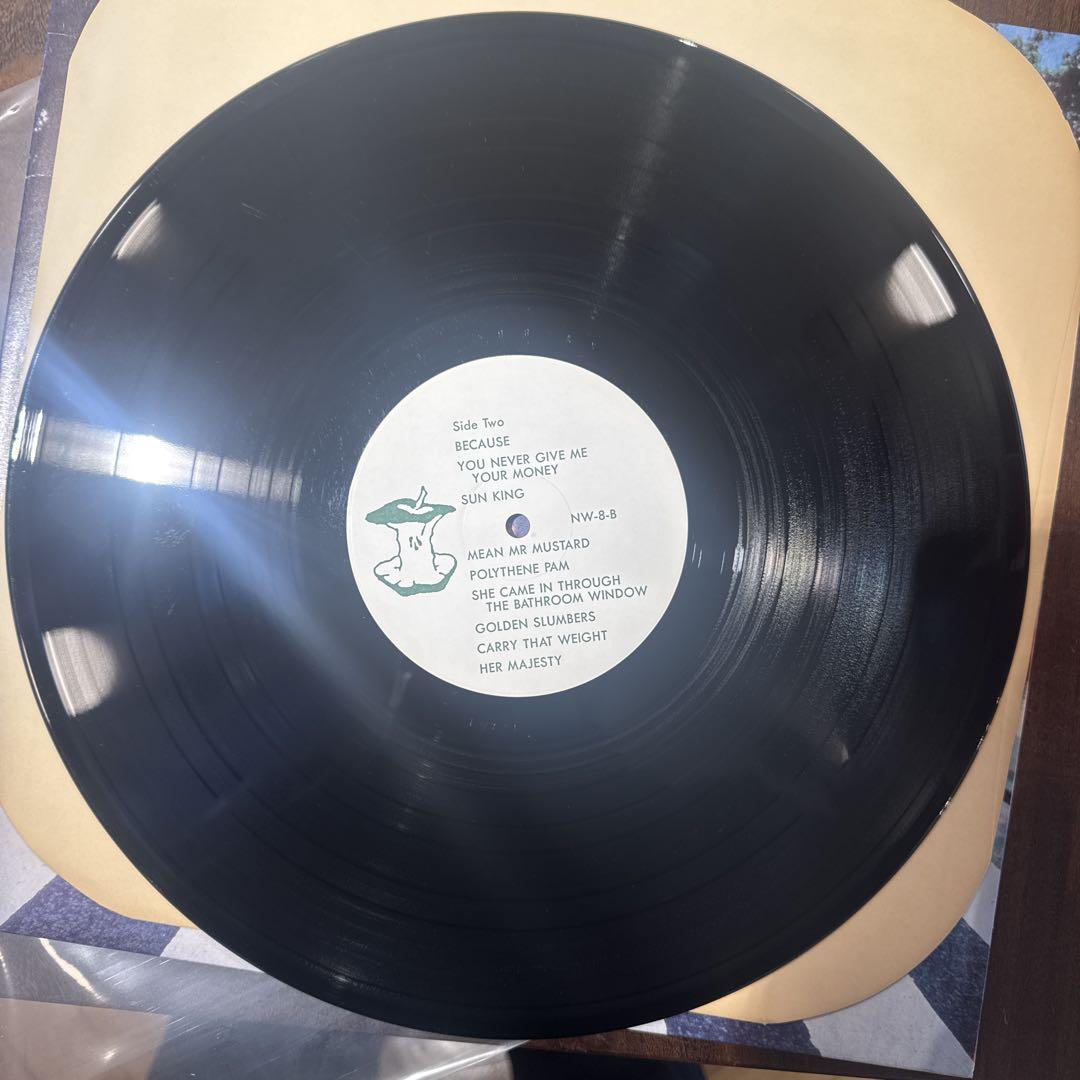 Side Two
BECAUSE
YOU NEVER GIVE ME
YOUR MONEY
SUN KING
NW-8-B
MEAN MR MUSTARD
POLYTHENE PAM
SHE CAME IN THROUGH
THE BATHROOM WINDOW
GOLDEN SLUMBERS
CARRY THAT WEIGHT
HER MAJESTY